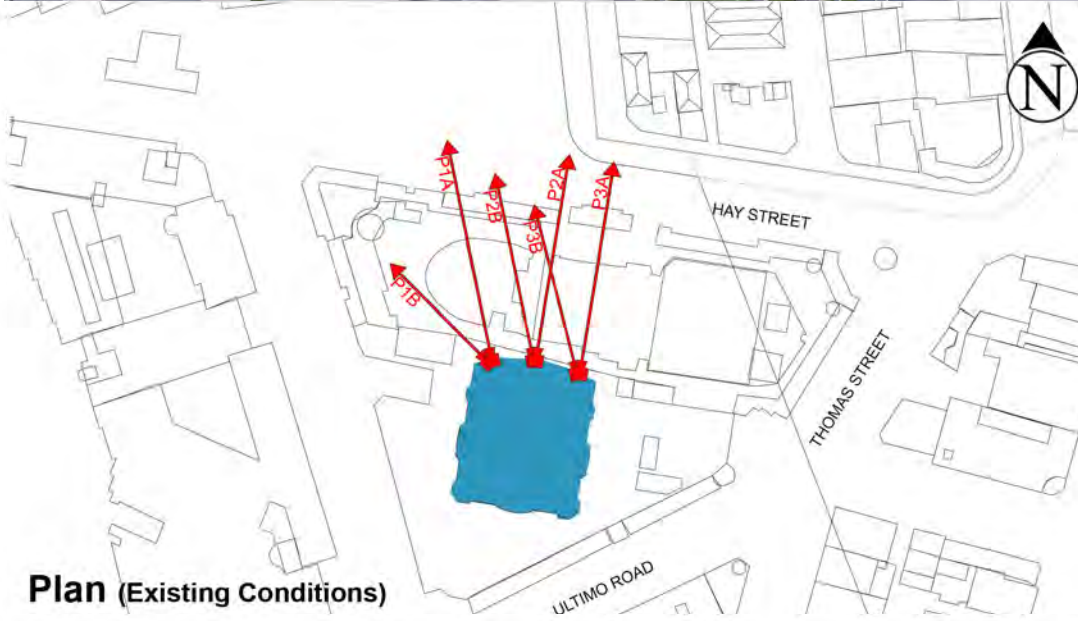 N
P1A
P2B
P2A
P3A
P3B
P1B
HAY STREET
THOMAS STREET
ULTIMO ROAD
Plan (Existing Conditions)